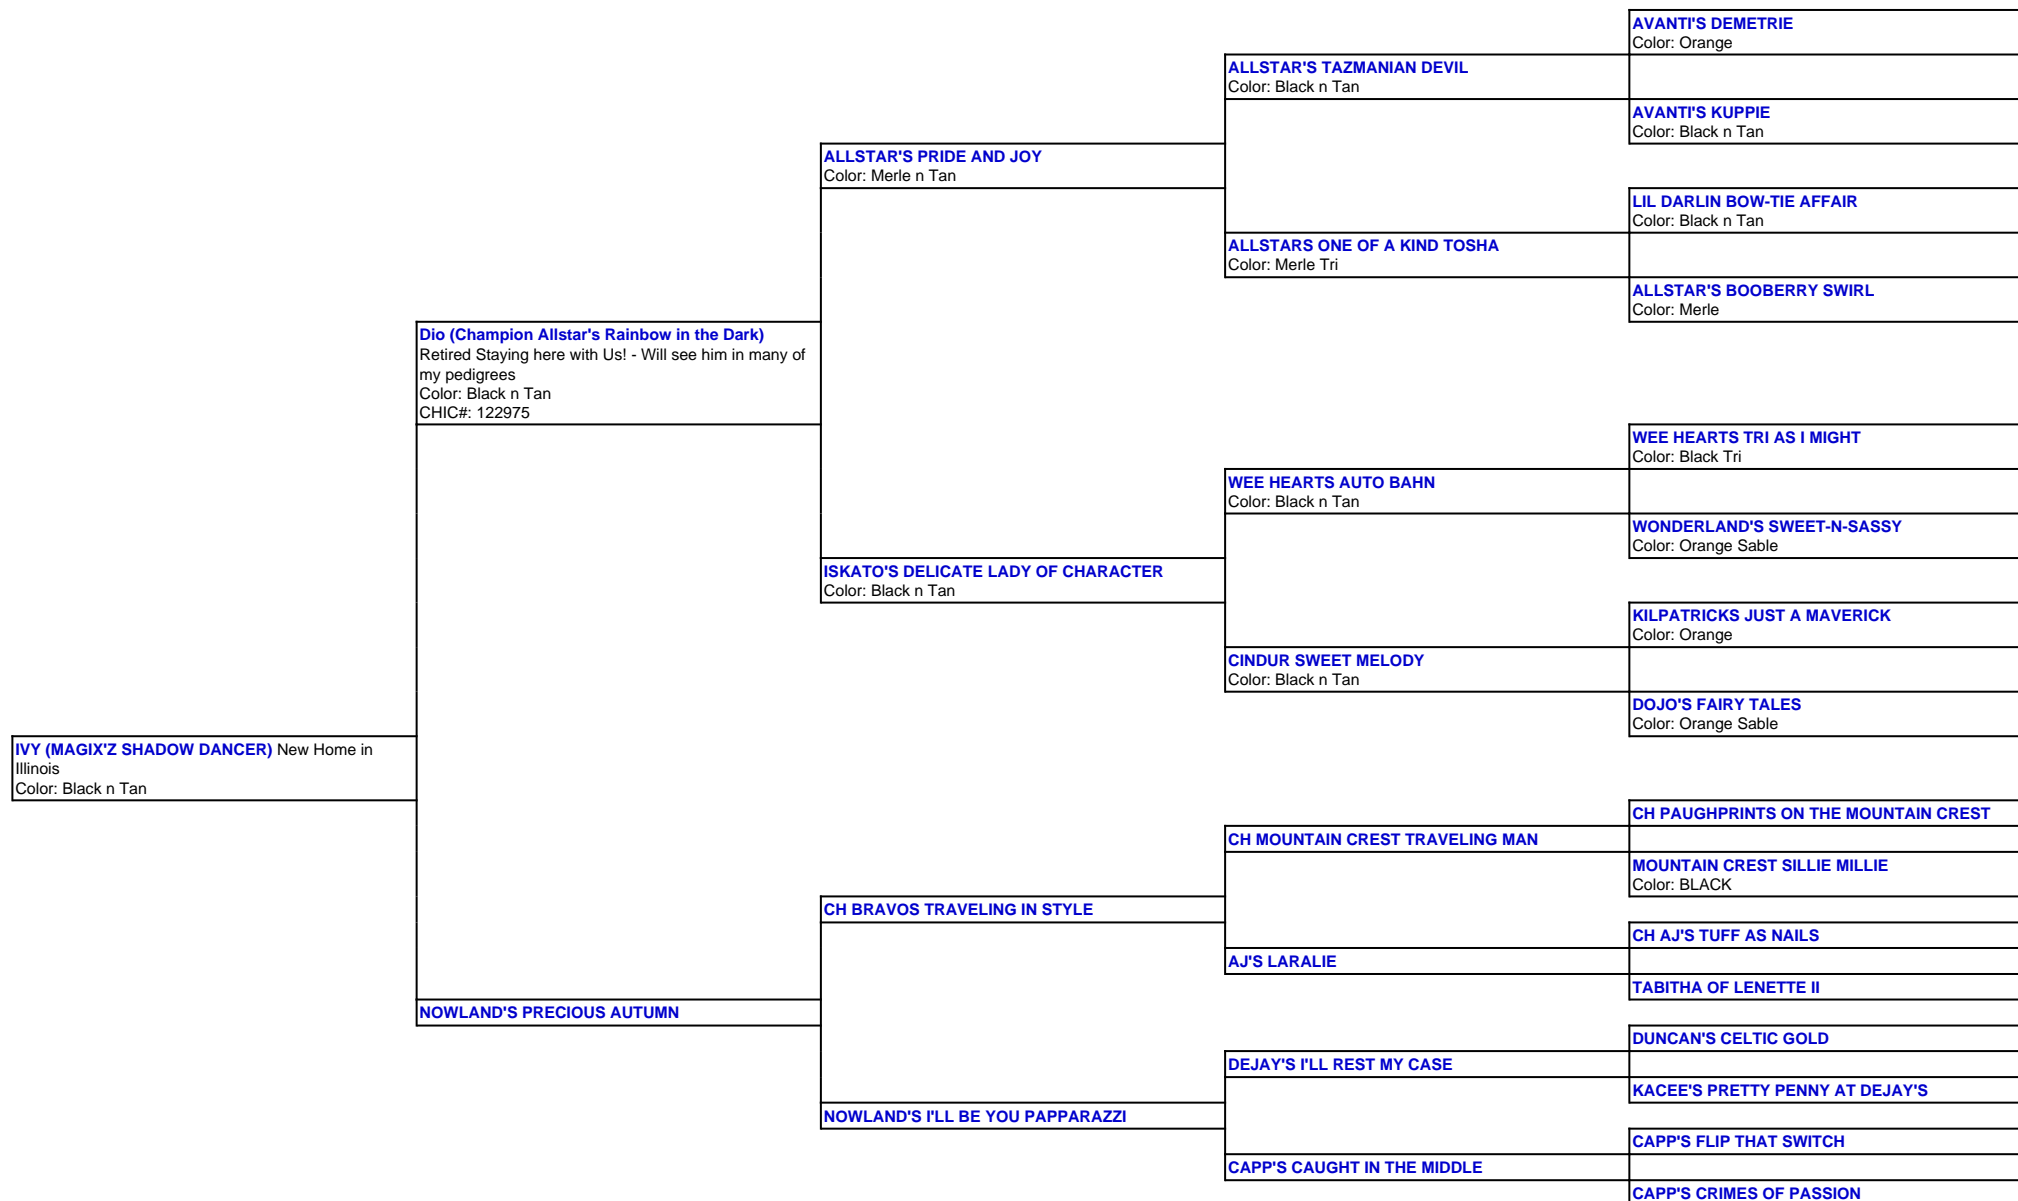 AVANTI'S DEMETRIE
Color: Orange
ALLSTAR'S TAZMANIAN DEVIL
Color: Black n Tan
AVANTI'S KUPPIE
Color: Black n Tan
ALLSTAR'S PRIDE AND JOY
Color: Merle n Tan
LIL DARLIN BOW-TIE AFFAIR
Color: Black n Tan
ALLSTARS ONE OF A KIND TOSHA
Color: Merle Tri
ALLSTAR'S BOOBERRY SWIRL
Color: Merle
Dio (Champion Allstar's Rainbow in the Dark)
Retired Staying here with Us! - Will see him in many of
my pedigrees
Color: Black n Tan
CHIC#: 122975
WEE HEARTS TRI AS I MIGHT
Color: Black Tri
WEE HEARTS AUTO BAHN
Color: Black n Tan
WONDERLAND'S SWEET-N-SASSY
Color: Orange Sable
ISKATO'S DELICATE LADY OF CHARACTER
Color: Black n Tan
KILPATRICKS JUST A MAVERICK
Color: Orange
CINDUR SWEET MELODY
Color: Black n Tan
DOJO'S FAIRY TALES
Color: Orange Sable
IVY (MAGIX'Z SHADOW DANCER) New Home in
Illinois
Color: Black n Tan
CH PAUGHPRINTS ON THE MOUNTAIN CREST
CH MOUNTAIN CREST TRAVELING MAN
MOUNTAIN CREST SILLIE MILLIE
Color: BLACK
CH BRAVOS TRAVELING IN STYLE
CH AJ'S TUFF AS NAILS
AJ'S LARALIE
TABITHA OF LENETTE II
NOWLAND'S PRECIOUS AUTUMN
DUNCAN'S CELTIC GOLD
DEJAY'S I'LL REST MY CASE
KACEE'S PRETTY PENNY AT DEJAY'S
NOWLAND'S I'LL BE YOU PAPPARAZZI
CAPP'S FLIP THAT SWITCH
CAPP'S CAUGHT IN THE MIDDLE
CAPP'S CRIMES OF PASSION